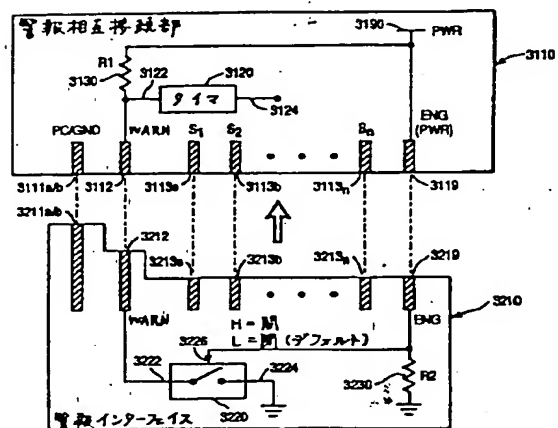 警報相互接続部
3190
PWR
3110
R1
3130
3122
3120
タイマ
3124
PC/GND
WARN
S1
S2
Sn
ENG
(PWR)
3111a/b
3112
3113a
3113b
3113n
3119
3211a/b
3212
3213a
3213b
3213n
3219
WARN
ENG
3210
H = 開
L = 閉 (デフォルト)
3226
3222
3224
3220
3230
R2
警報インターフェイス